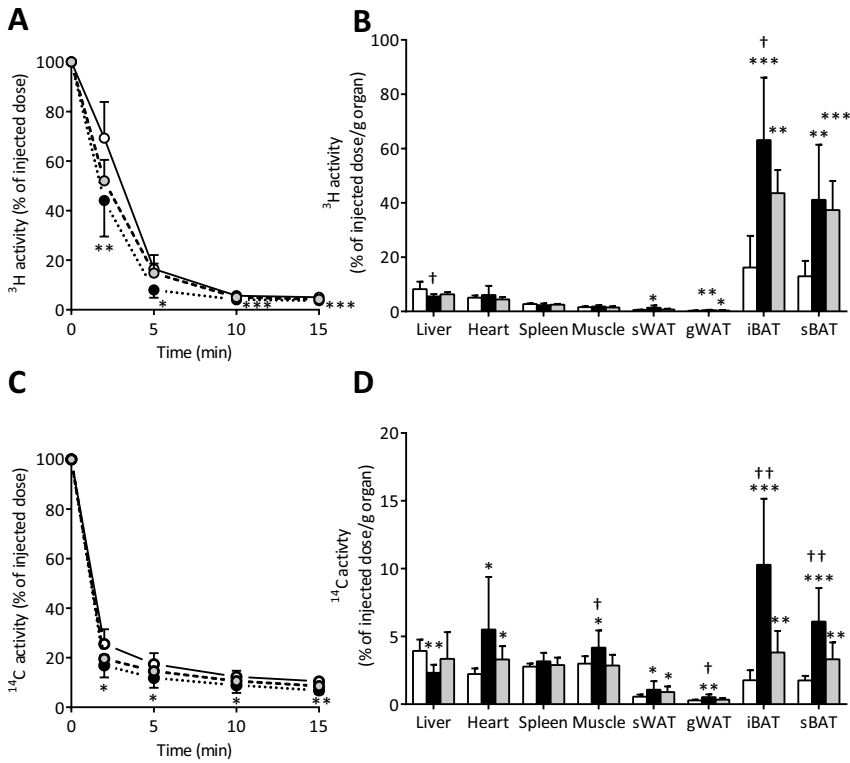 A
³H activity (% of injected dose)
100
80
60
40
20
0
**
*
***
***
0
5
10
15
Time (min)
B
³H activity
(% of injected dose/g organ)
100
80
60
40
20
0
†
*
**
*
†
***
**
**
***
Liver
Heart
Spleen
Muscle
sWAT
gWAT
iBAT
sBAT
C
¹⁴C activity (% of injected dose)
100
80
60
40
20
0
*
*
*
**
0
5
10
15
Time (min)
D
¹⁴C activty
(% of injected dose/g organ)
20
15
10
5
0
**
*
*
†
*
*
*
†
**
††
***
**
††
***
**
Liver
Heart
Spleen
Muscle
sWAT
gWAT
iBAT
sBAT